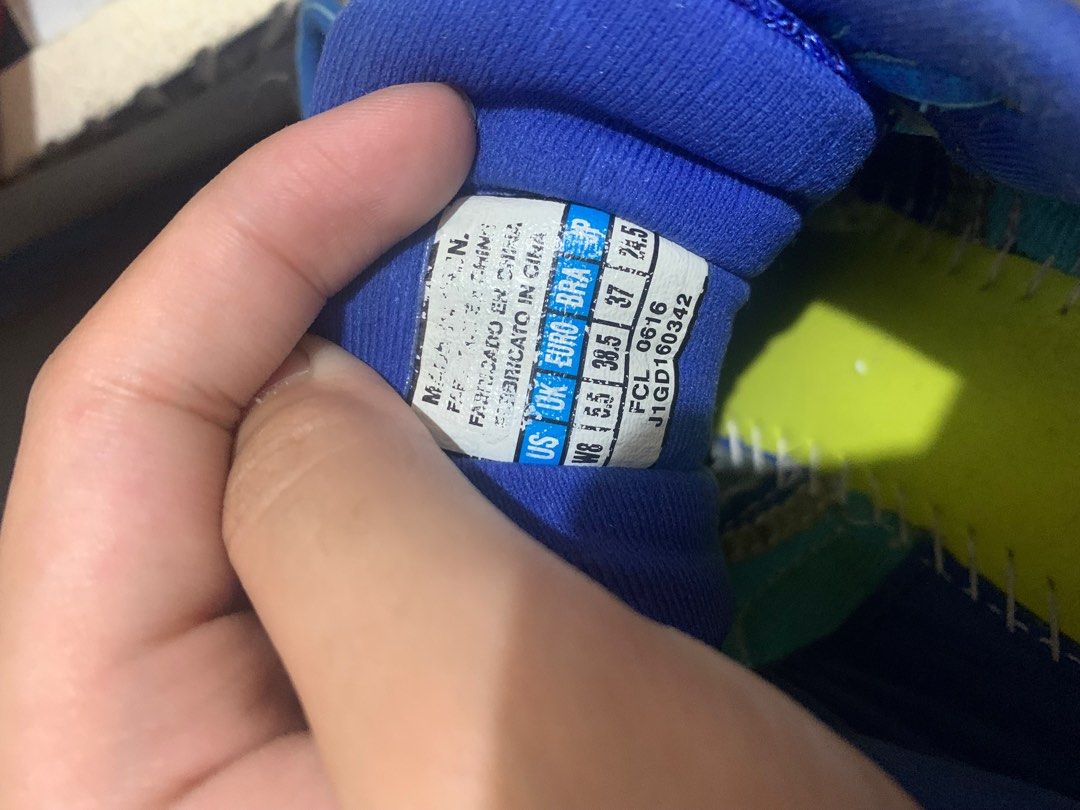 FABRICADO EN CHINA
FABBRICATO IN CINA
US UK EURO BRA JP
W8 5.5 38.5 37 24.5
FCL 0616
J1GD160342